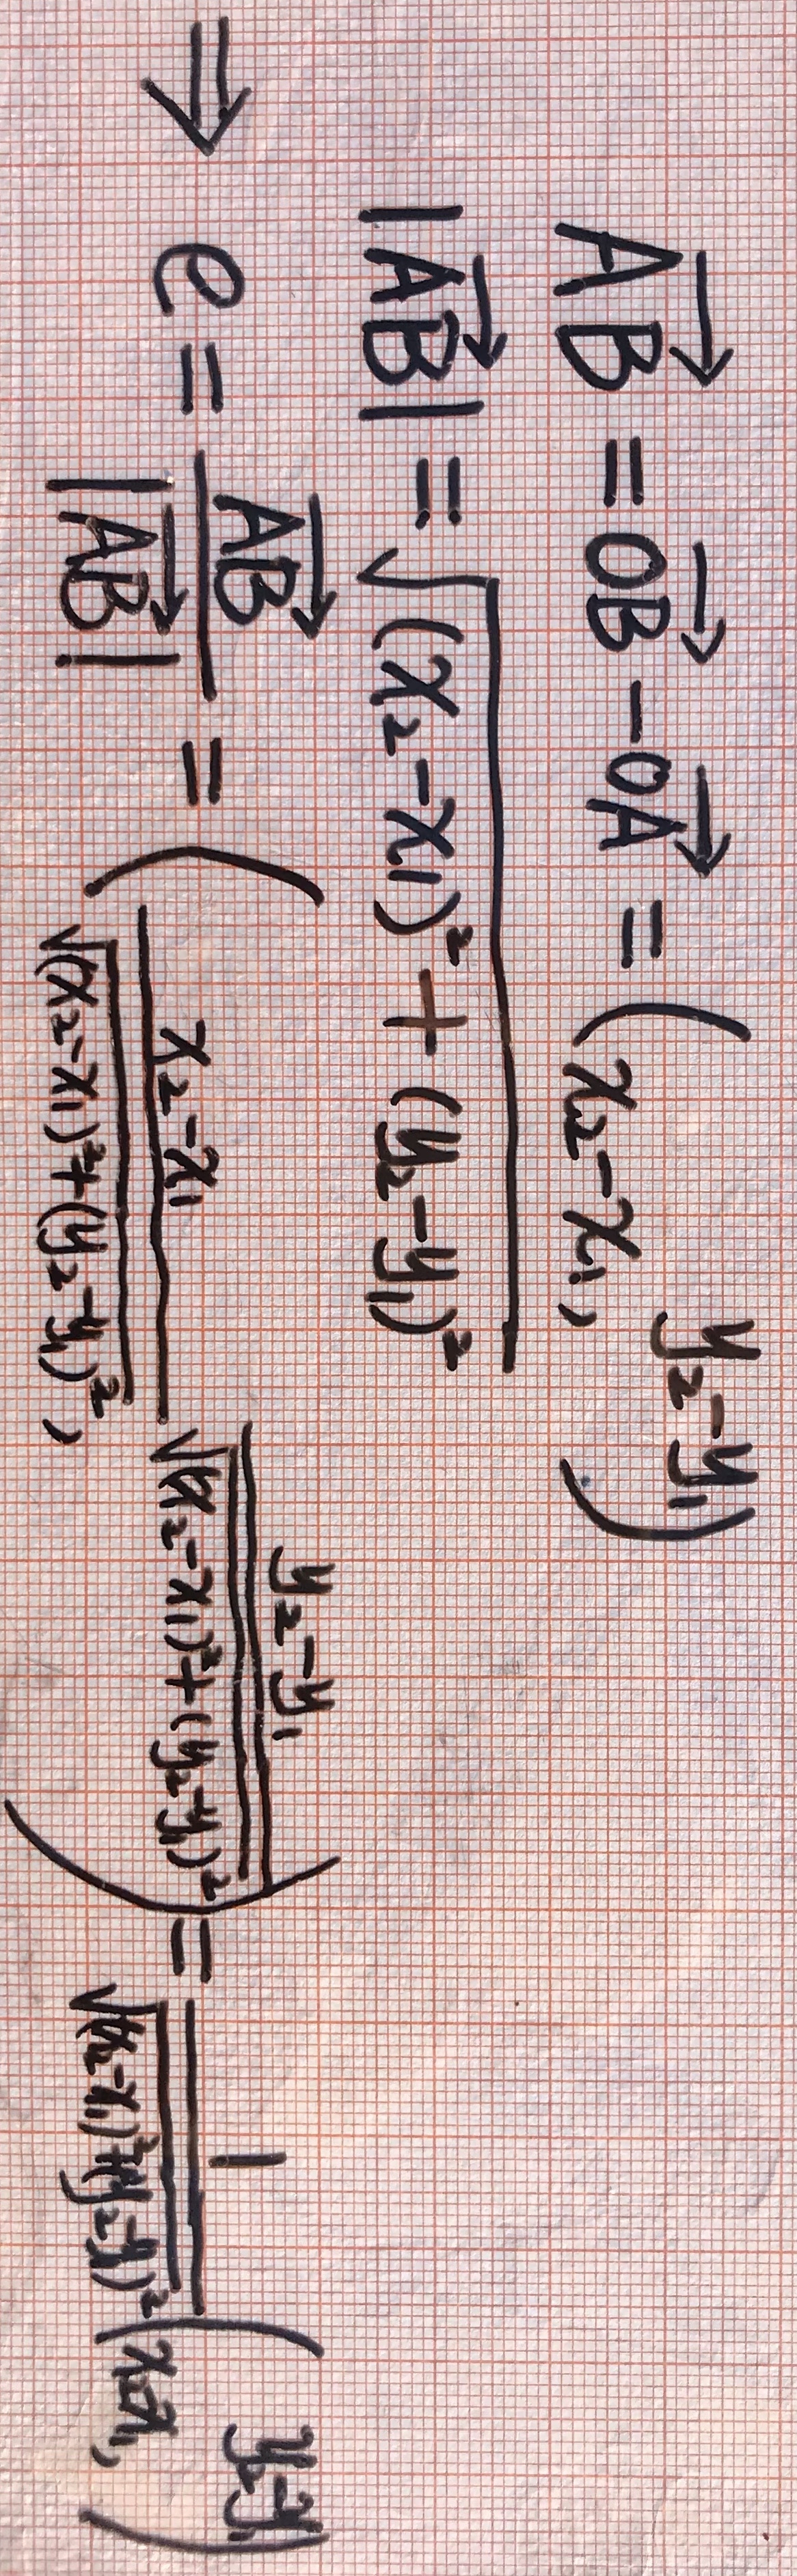 $\overrightarrow{AB} = \overrightarrow{OB} - \overrightarrow{OA} = (x_2 - x_1, y_2 - y_1)$
$|\overrightarrow{AB}| = \sqrt{(x_2 - x_1)^2 + (y_2 - y_1)^2}$
$\Rightarrow e = \frac{\overrightarrow{AB}}{|\overrightarrow{AB}|} = \left( \frac{x_2 - x_1}{\sqrt{(x_2 - x_1)^2 + (y_2 - y_1)^2}}, \frac{y_2 - y_1}{\sqrt{(x_2 - x_1)^2 + (y_2 - y_1)^2}} \right) = \frac{1}{\sqrt{(x_2 - x_1)^2 + (y_2 - y_1)^2}} (x_2 - x_1, y_2 - y_1)$